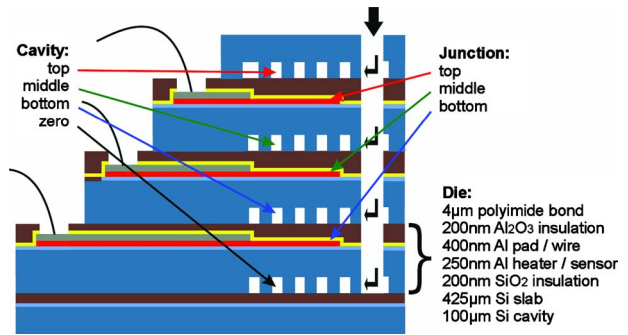 Cavity:
top
middle
bottom
zero
Junction:
top
middle
bottom
Die:
4µm polyimide bond
200nm Al2O3 insulation
400nm Al pad / wire
250nm Al heater / sensor
200nm SiO2 insulation
425µm Si slab
100µm Si cavity